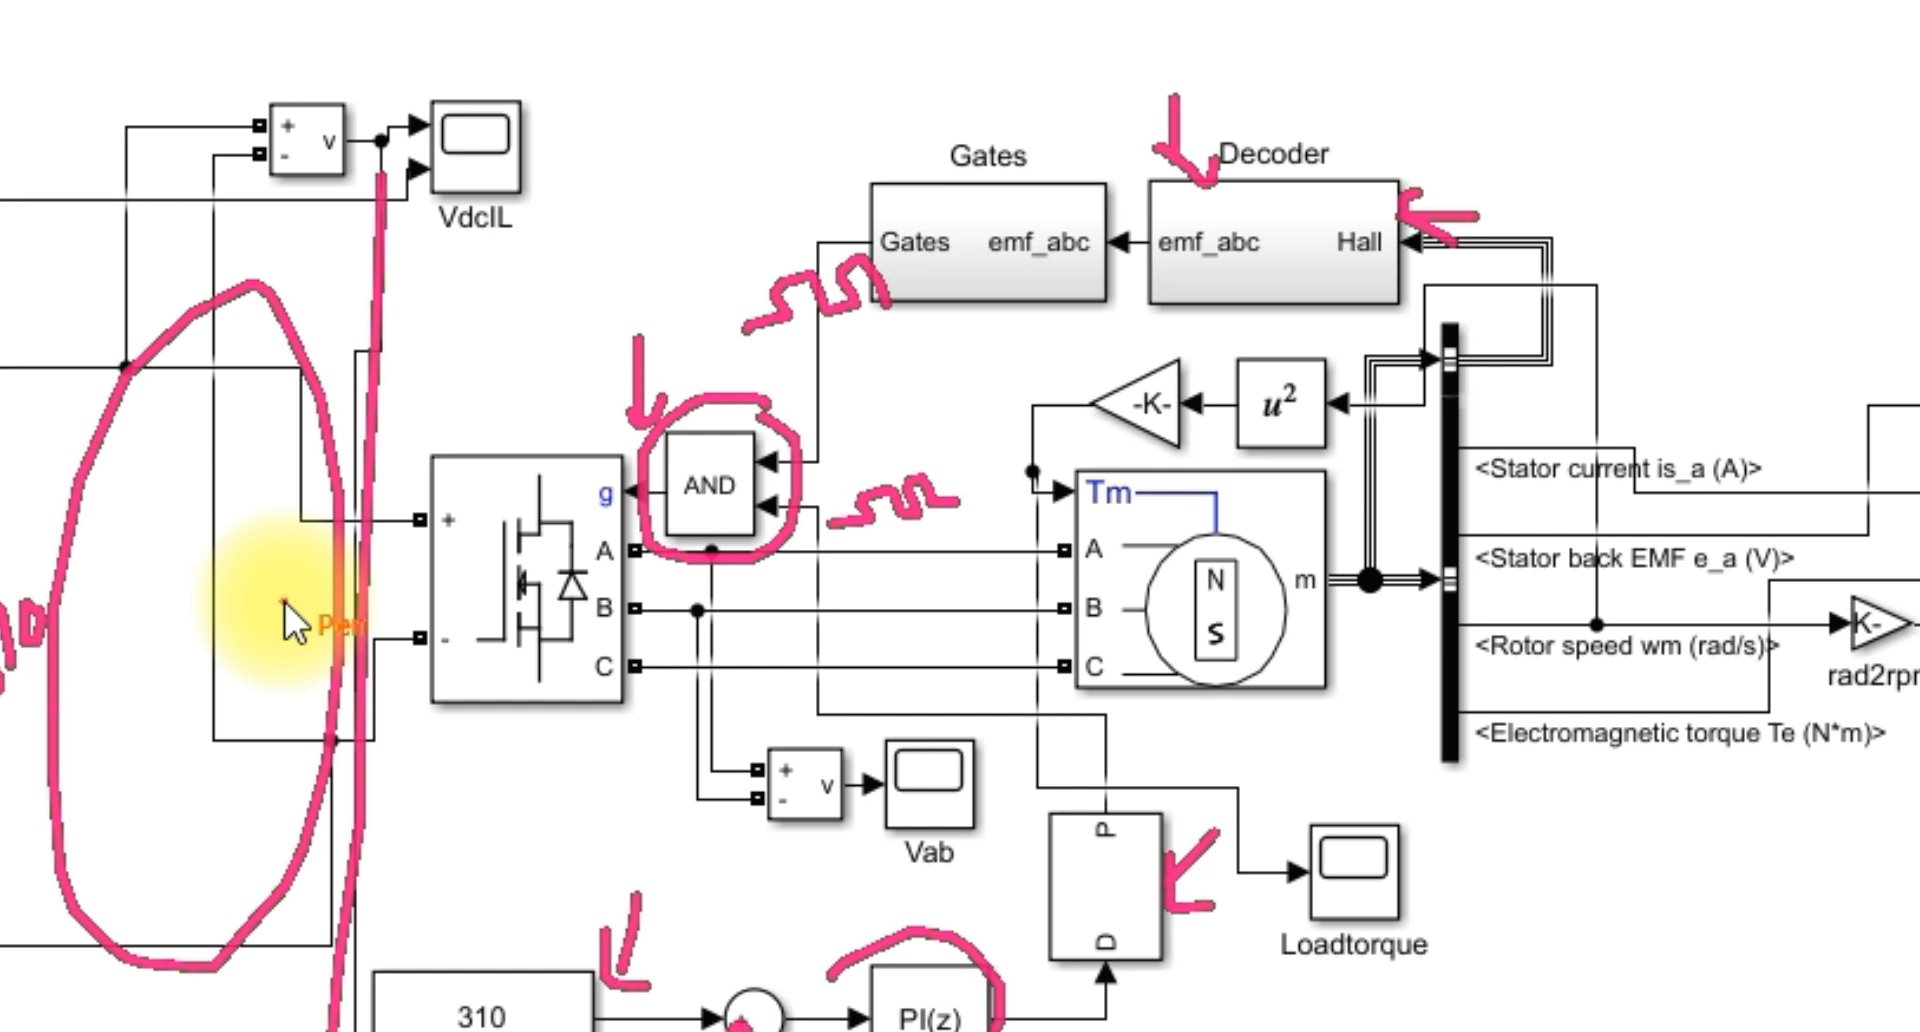 + v
-
VdcIL
Gates
Decoder
Gates emf_abc
emf_abc Hall
-K-
u²
AND
g
+
-
A
B
C
Tm
A
B
C
N
S
m
<Stator current is_a (A)>
<Stator back EMF e_a (V)>
<Rotor speed wm (rad/s)>
<Electromagnetic torque Te (N*m)>
K-
rad2rpm
Pen
+ v
-
Vab
P
D
Loadtorque
310
PI(z)